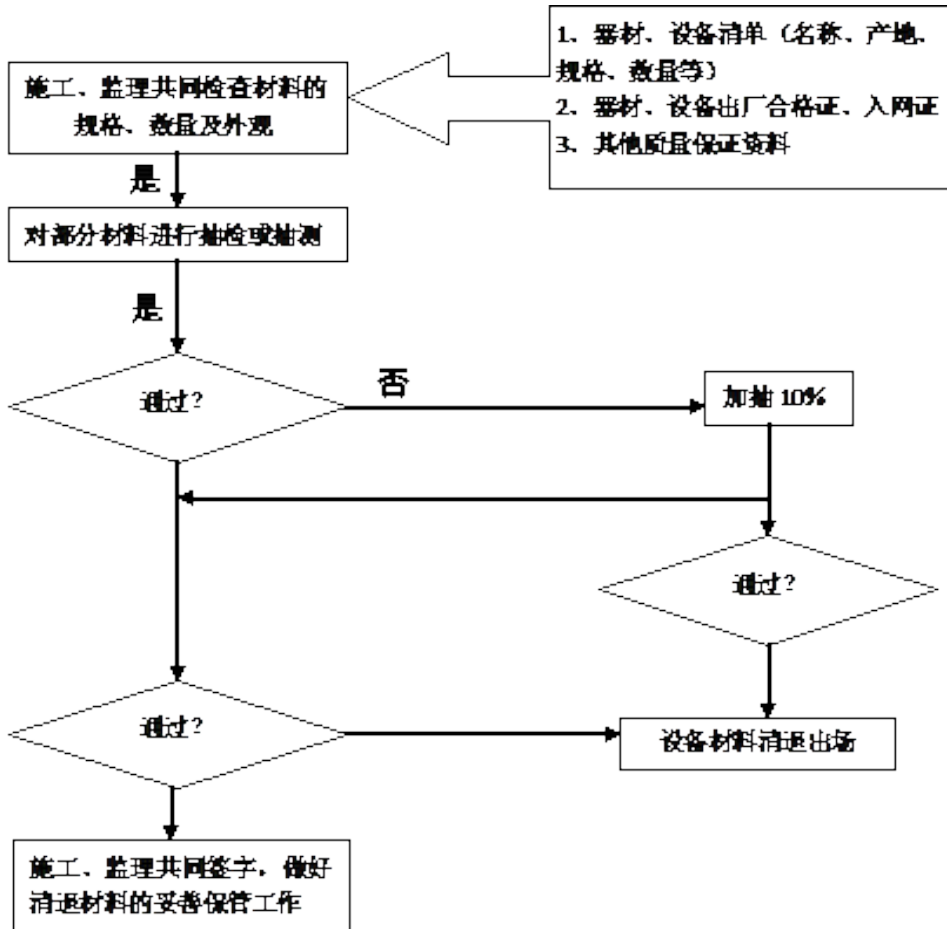 1、器材、设备清单（名称、产地、
规格、数量等）
2、器材、设备出厂合格证、入网证
3、其他质量保证资料
施工、监理共同检查材料的
规格、数量及外观
是
对部分材料进行抽检或抽测
是
通过？
否
加抽 10%
通过？
通过？
设备材料清退出场
施工、监理共同签字，做好
清退材料的妥善保管工作